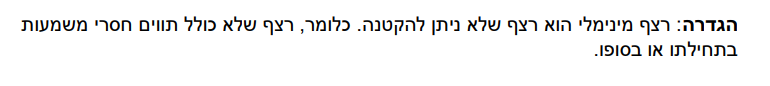 הגדרה: רצף מינימלי הוא רצף שלא ניתן להקטנה. כלומר, רצף שלא כולל תווים חסרי משמעות
בתחילתו או בסופו.